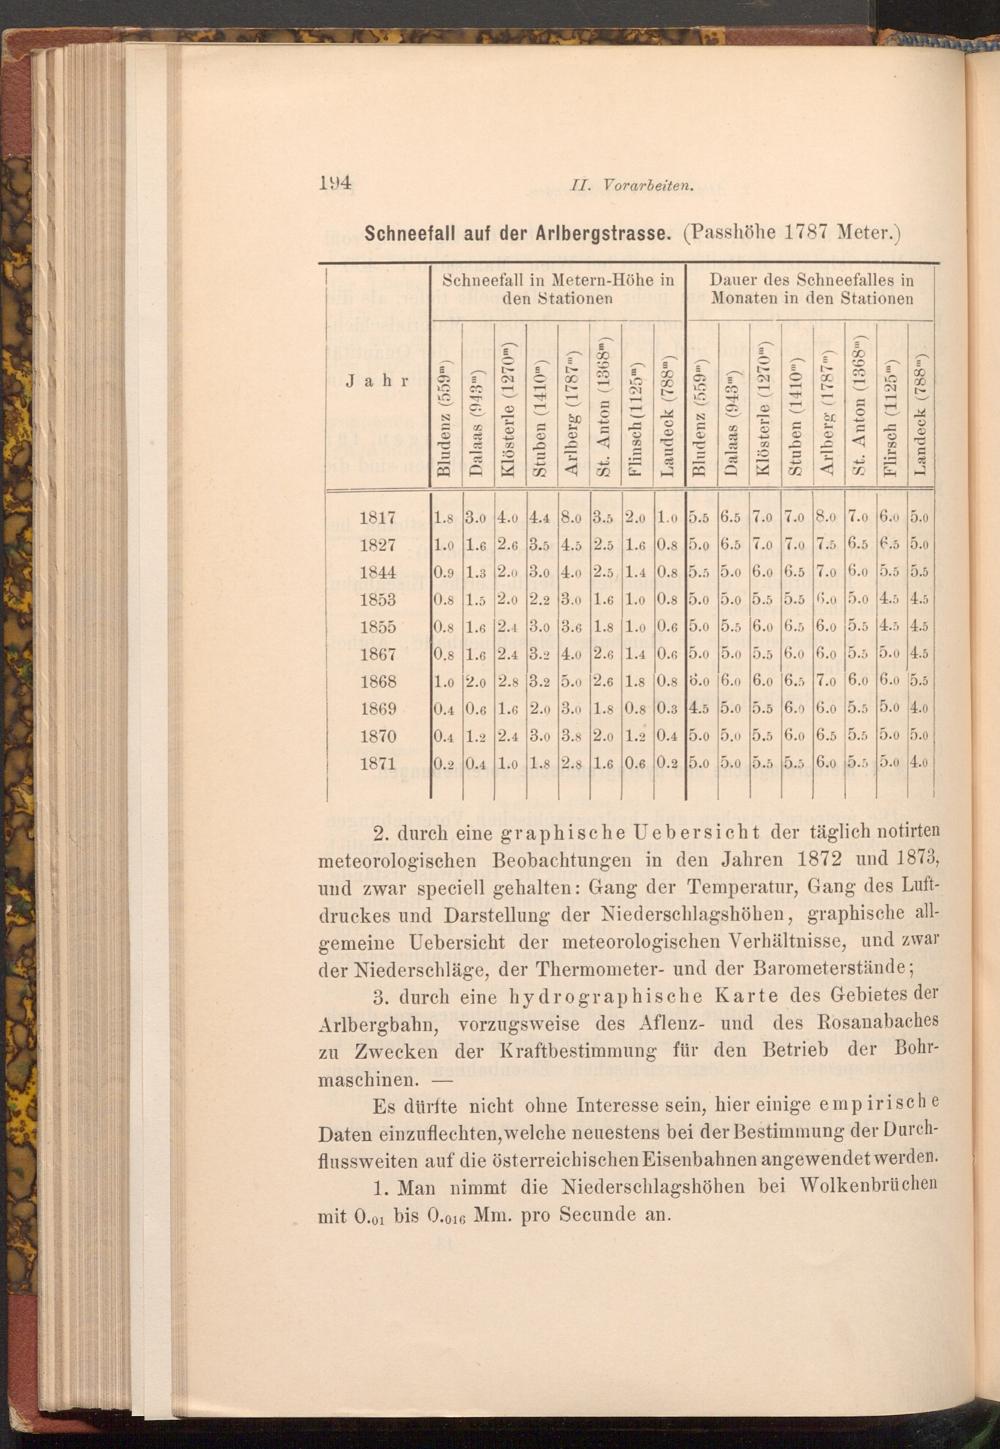 194
II. Vorarbeiten.
Schneefall auf der Arlbergstrasse. (Passhöhe 1787 Meter.)
Jahr
Schneefall in Metern-Höhe in
den Stationen
Dauer des Schneefalles in
Monaten in den Stationen
Bludenz (559m)
Dalaas (943m)
Klösterle (1270m)
Stuben (1410m)
Arlberg (1787m)
St. Anton (1368m)
Flinsch (1125m)
Laudeck (788m)
Bludenz (559m)
Dalaas (943m)
Klösterle (1270m)
Stuben (1410m)
Arlberg (1787m)
St. Anton (1368m)
Flirsch (1125m)
Landeck (788m)
1817 1.8 3.0 4.0 4.4 8.0 3.5 2.0 1.0 5.5 6.5 7.0 7.0 8.0 7.0 6.0 5.0
1827 1.0 1.6 2.6 3.5 4.5 2.5 1.6 0.8 5.0 6.5 7.0 7.0 7.5 6.5 6.5 5.0
1844 0.9 1.3 2.0 3.0 4.0 2.5 1.4 0.8 5.5 5.0 6.0 6.5 7.0 6.0 5.5 5.5
1853 0.8 1.5 2.0 2.2 3.0 1.6 1.0 0.8 5.0 5.0 5.5 5.5 6.0 5.0 4.5 4.5
1855 0.8 1.6 2.4 3.0 3.6 1.8 1.0 0.6 5.0 5.5 6.0 6.5 6.0 5.5 4.5 4.5
1867 0.8 1.6 2.4 3.2 4.0 2.6 1.4 0.6 5.0 5.0 5.5 6.0 6.0 5.5 5.0 4.5
1868 1.0 2.0 2.8 3.2 5.0 2.6 1.8 0.8 6.0 6.0 6.0 6.5 7.0 6.0 6.0 5.5
1869 0.4 0.6 1.6 2.0 3.0 1.8 0.8 0.3 4.5 5.0 5.5 6.0 6.0 5.5 5.0 4.0
1870 0.4 1.2 2.4 3.0 3.8 2.0 1.2 0.4 5.0 5.0 5.5 6.0 6.5 5.5 5.0 5.0
1871 0.2 0.4 1.0 1.8 2.8 1.6 0.6 0.2 5.0 5.0 5.5 5.5 6.0 5.5 5.0 4.0
2. durch eine graphische Uebersicht der täglich notirten
meteorologischen Beobachtungen in den Jahren 1872 und 1873,
und zwar speciell gehalten: Gang der Temperatur, Gang des Luft-
druckes und Darstellung der Niederschlagshöhen, graphische all-
gemeine Uebersicht der meteorologischen Verhältnisse, und zwar
der Niederschläge, der Thermometer- und der Barometerstände;
3. durch eine hydrographische Karte des Gebietes der
Arlbergbahn, vorzugsweise des Aflenz- und des Rosanabaches
zu Zwecken der Kraftbestimmung für den Betrieb der Bohr-
maschinen. —
Es dürfte nicht ohne Interesse sein, hier einige empirische
Daten einzuflechten, welche neuestens bei der Bestimmung der Durch-
flussweiten auf die österreichischen Eisenbahnen angewendet werden.
1. Man nimmt die Niederschlagshöhen bei Wolkenbrüchen
mit 0.01 bis 0.016 Mm. pro Secunde an.